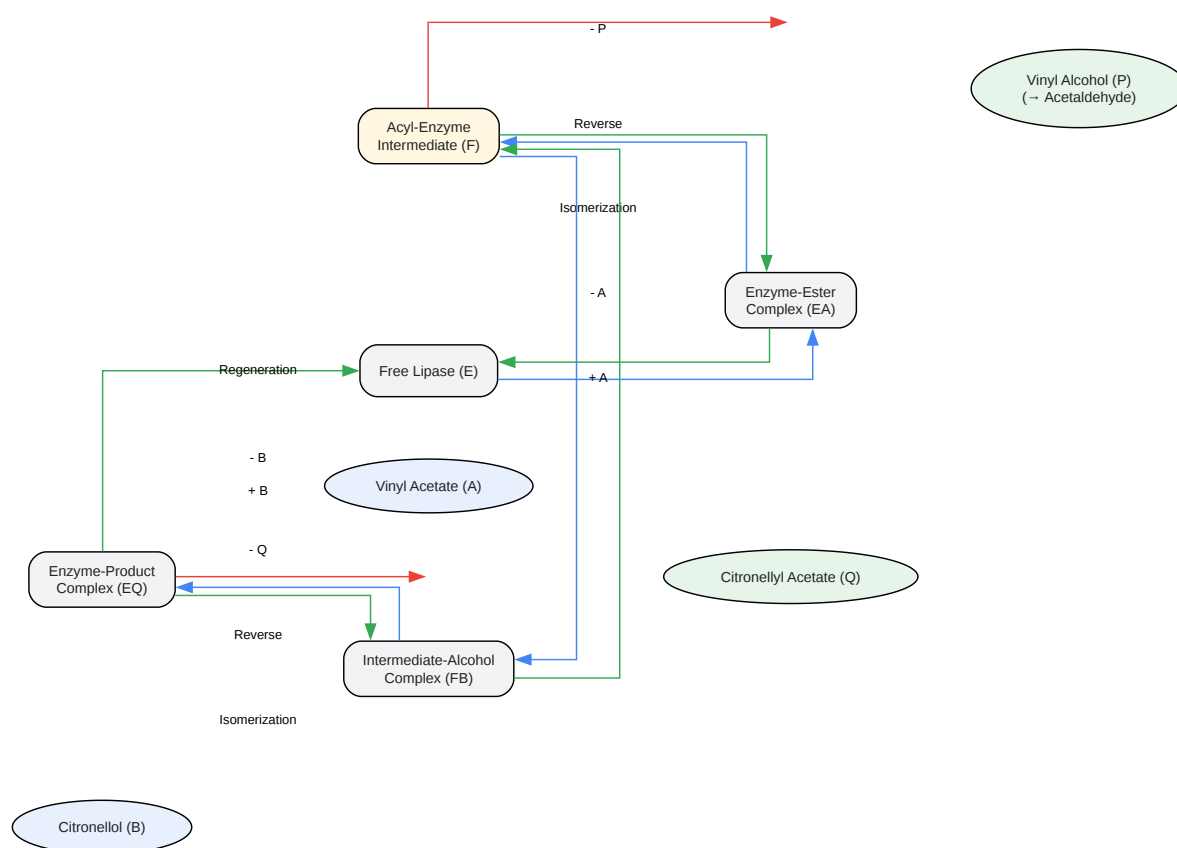 - P
Vinyl Alcohol (P)
(→ Acetaldehyde)
Acyl-Enzyme
Intermediate (F)
Reverse
Isomerization
- A
Enzyme-Ester
Complex (EA)
Free Lipase (E)
Regeneration
+ A
- B
+ B
Vinyl Acetate (A)
- Q
Enzyme-Product
Complex (EQ)
Citronellyl Acetate (Q)
Reverse
Intermediate-Alcohol
Complex (FB)
Isomerization
Citronellol (B)